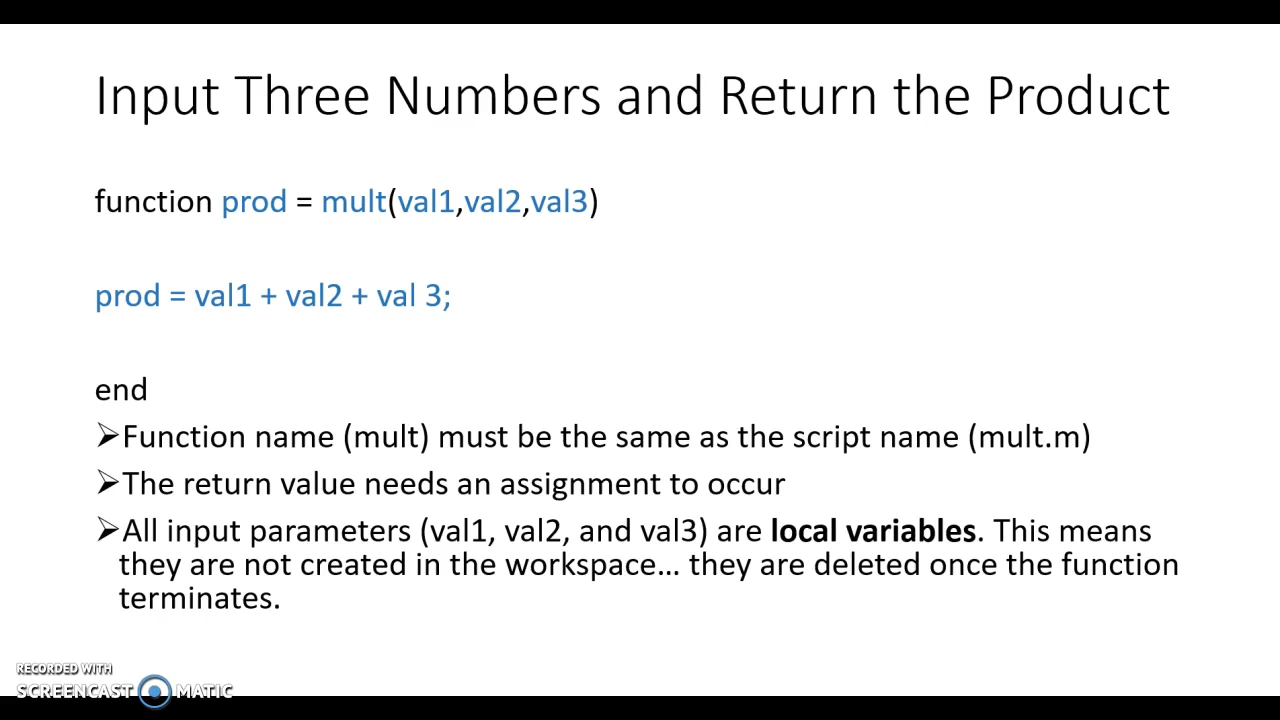 Input Three Numbers and Return the Product
function prod = mult(val1,val2,val3)
prod = val1 + val2 + val 3;
end
➢Function name (mult) must be the same as the script name (mult.m)
➢The return value needs an assignment to occur
➢All input parameters (val1, val2, and val3) are local variables. This means
they are not created in the workspace... they are deleted once the function
terminates.
RECORDED WITH
SCREENCAST MATIC